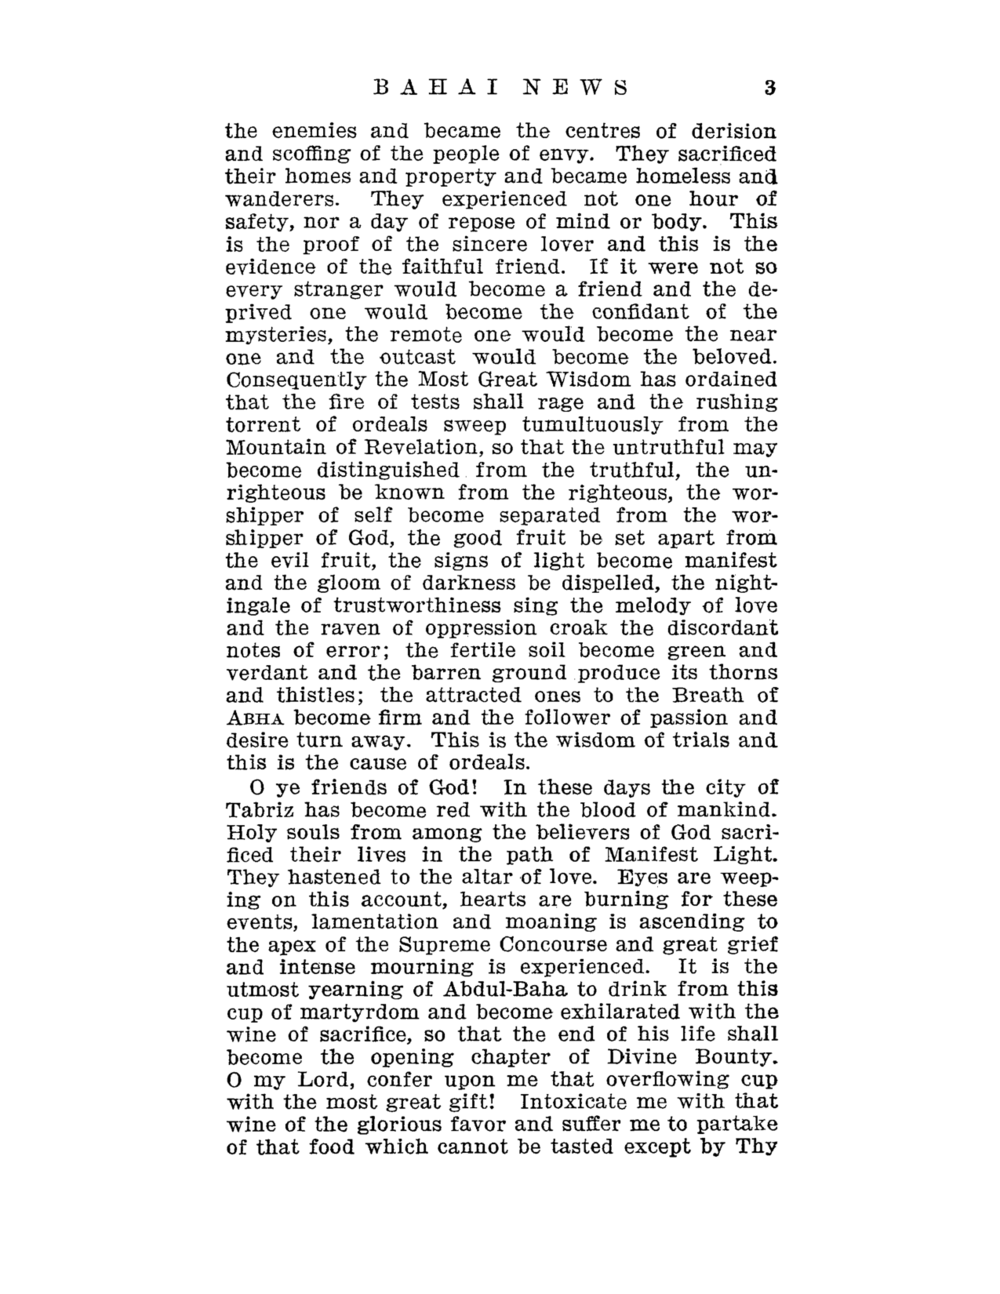 BAHAI NEWS 3
the enemies and became the centres of derision
and scoffing of the people of envy. They sacrificed
their homes and property and became homeless and
wanderers. They experienced not one hour of
safety, nor a day of repose of mind or body. This
is the proof of the sincere lover and this is the
evidence of the faithful friend. If it were not so
every stranger would become a friend and the de-
prived one would become the confidant of the
mysteries, the remote one would become the near
one and the outcast would become the beloved.
Consequently the Most Great Wisdom has ordained
that the fire of tests shall rage and the rushing
torrent of ordeals sweep tumultuously from the
Mountain of Revelation, so that the untruthful may
become distinguished from the truthful, the un-
righteous be known from the righteous, the wor-
shipper of self become separated from the wor-
shipper of God, the good fruit be set apart from
the evil fruit, the signs of light become manifest
and the gloom of darkness be dispelled, the night-
ingale of trustworthiness sing the melody of love
and the raven of oppression croak the discordant
notes of error; the fertile soil become green and
verdant and the barren ground produce its thorns
and thistles; the attracted ones to the Breath of
ABHA become firm and the follower of passion and
desire turn away. This is the wisdom of trials and
this is the cause of ordeals.
O ye friends of God! In these days the city of
Tabriz has become red with the blood of mankind.
Holy souls from among the believers of God sacri-
ficed their lives in the path of Manifest Light.
They hastened to the altar of love. Eyes are weep-
ing on this account, hearts are burning for these
events, lamentation and moaning is ascending to
the apex of the Supreme Concourse and great grief
and intense mourning is experienced. It is the
utmost yearning of Abdul-Baha to drink from this
cup of martyrdom and become exhilarated with the
wine of sacrifice, so that the end of his life shall
become the opening chapter of Divine Bounty.
O my Lord, confer upon me that overflowing cup
with the most great gift! Intoxicate me with that
wine of the glorious favor and suffer me to partake
of that food which cannot be tasted except by Thy